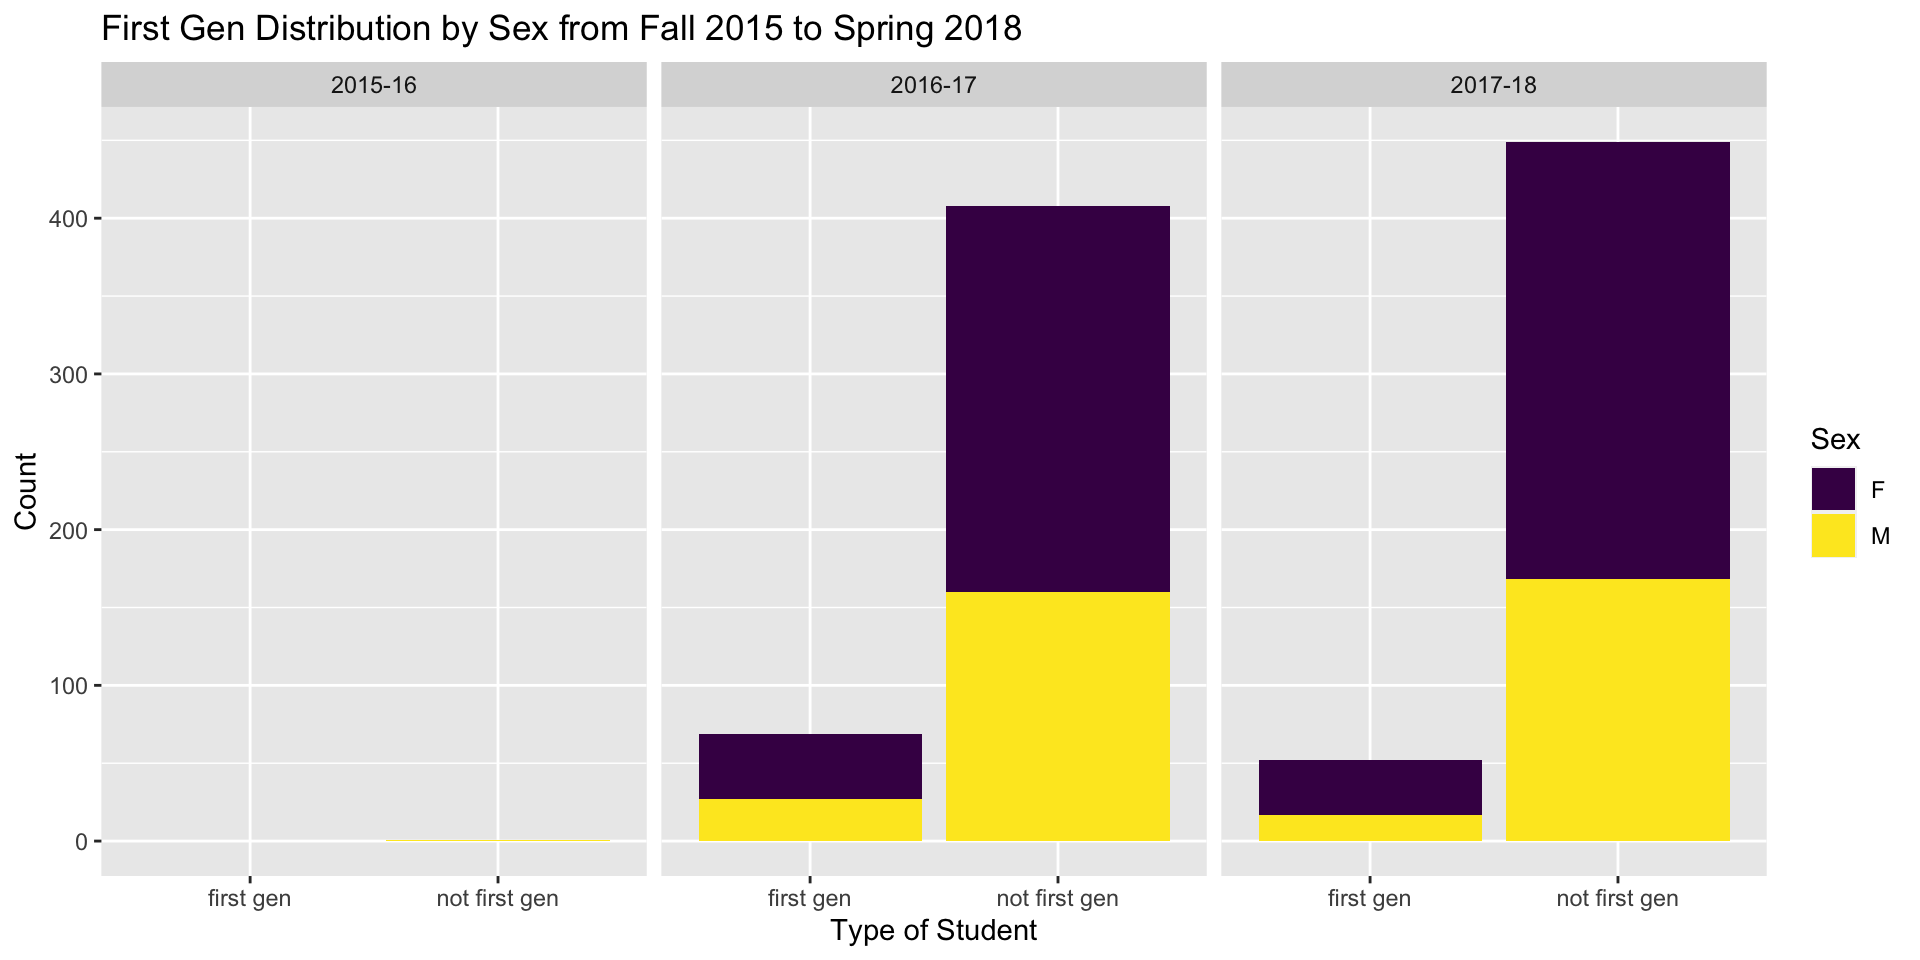 First Gen Distribution by Sex from Fall 2015 to Spring 2018
2015-16 2016-17 2017-18
Count
400
300
200
100
0
first gen not first gen first gen not first gen first gen not first gen
Type of Student
Sex
F
M